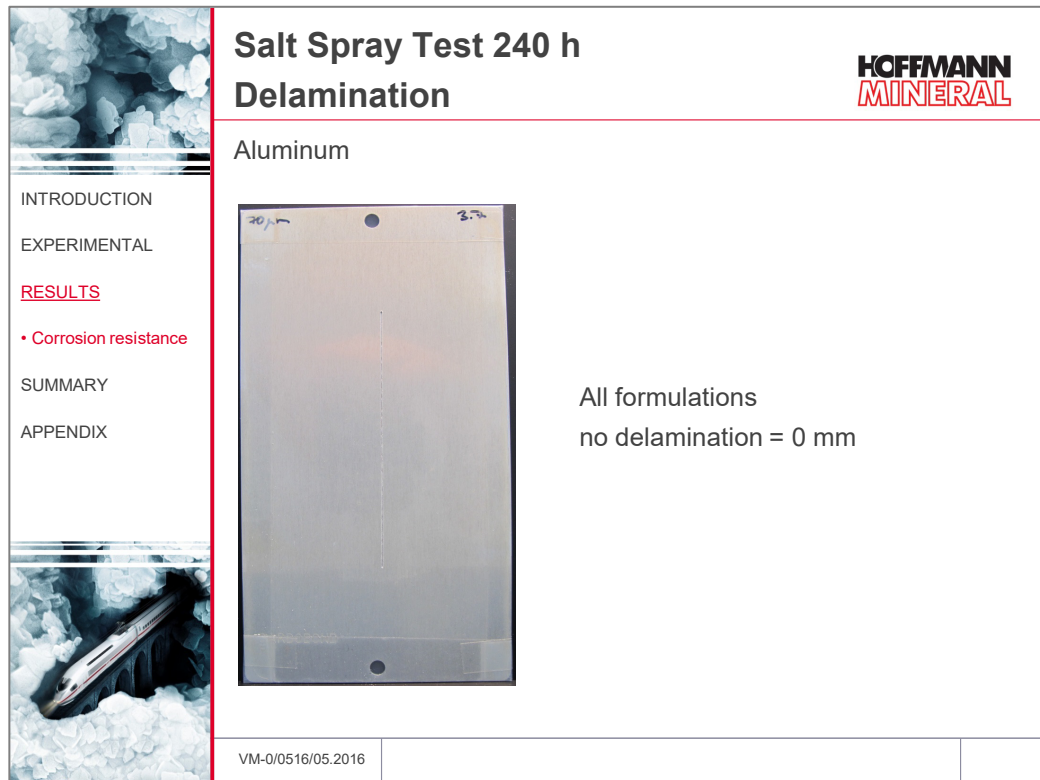 Salt Spray Test 240 h
Delamination
HOFFMANN
MINERAL
Aluminum
INTRODUCTION
EXPERIMENTAL
RESULTS
• Corrosion resistance
SUMMARY
APPENDIX
70µm
All formulations
no delamination = 0 mm
VM-0/0516/05.2016